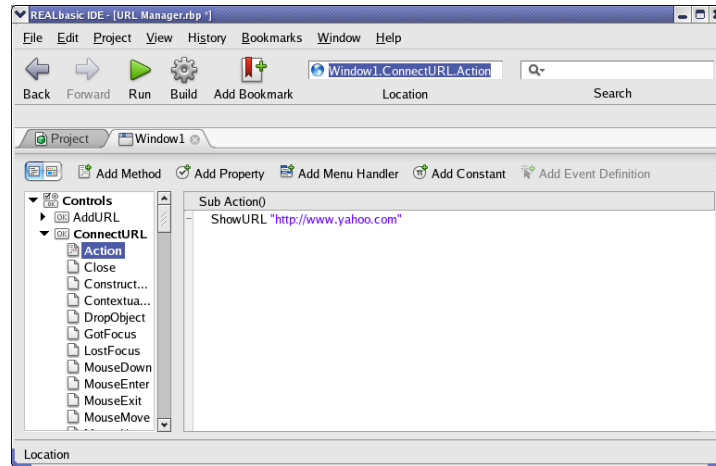 REALbasic IDE - [URL Manager.rbp *]
File Edit Project View History Bookmarks Window Help
Window1.ConnectURL.Action
Back Forward Run Build Add Bookmark Location Search
Project Window1
Add Method Add Property Add Menu Handler Add Constant Add Event Definition
Controls
AddURL
ConnectURL
Action
Close
Construct...
Contextua...
DropObject
GotFocus
LostFocus
MouseDown
MouseEnter
MouseExit
MouseMove
Sub Action()
ShowURL "http://www.yahoo.com"
Location